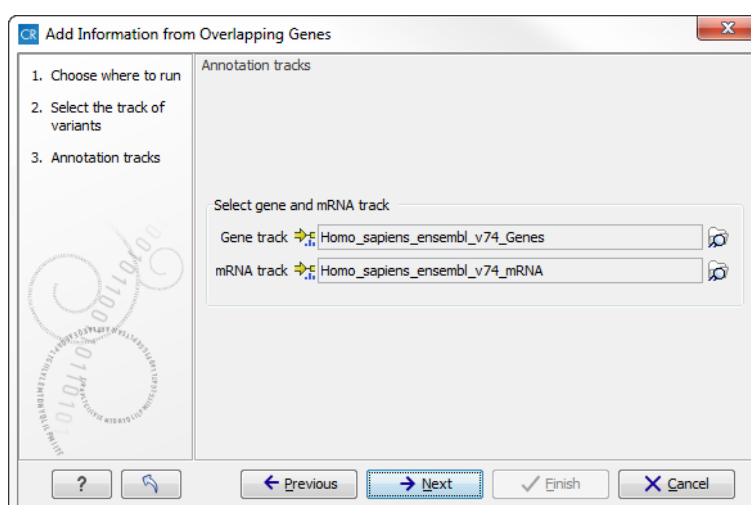 CR Add Information from Overlapping Genes
X
1. Choose where to run
2. Select the track of
variants
3. Annotation tracks
Annotation tracks
Select gene and mRNA track
Gene track Homo_sapiens_ensembl_v74_Genes
mRNA track Homo_sapiens_ensembl_v74_mRNA
? Previous Next Finish Cancel